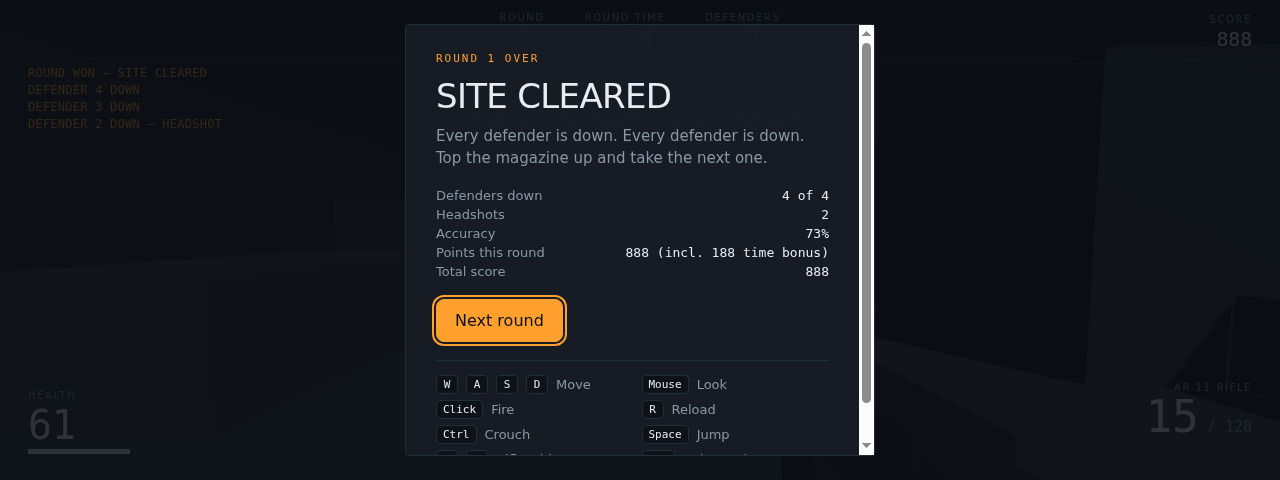 ROUND ROUND TIME DEFENDERS
SCORE
888
ROUND WON — SITE CLEARED
DEFENDER 4 DOWN
DEFENDER 3 DOWN
DEFENDER 2 DOWN — HEADSHOT
ROUND 1 OVER
SITE CLEARED
Every defender is down. Every defender is down.
Top the magazine up and take the next one.
Defenders down 4 of 4
Headshots 2
Accuracy 73%
Points this round 888 (incl. 188 time bonus)
Total score 888
Next round
W A S D Move Mouse Look
Click Fire R Reload
Ctrl Crouch Space Jump
HEALTH
61
AR-11 RIFLE
15 / 120